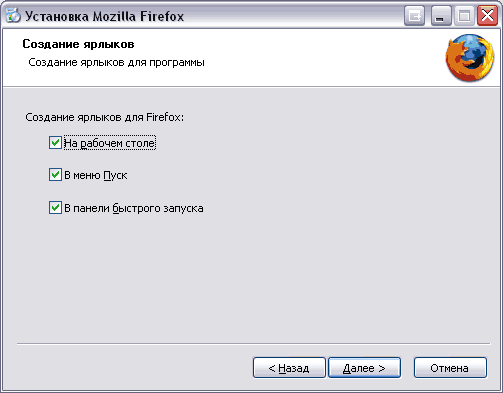 Установка Mozilla Firefox
Создание ярлыков
Создание ярлыков для программы
Создание ярлыков для Firefox:
На рабочем столе
В меню Пуск
В панели быстрого запуска
< Назад
Далее >
Отмена